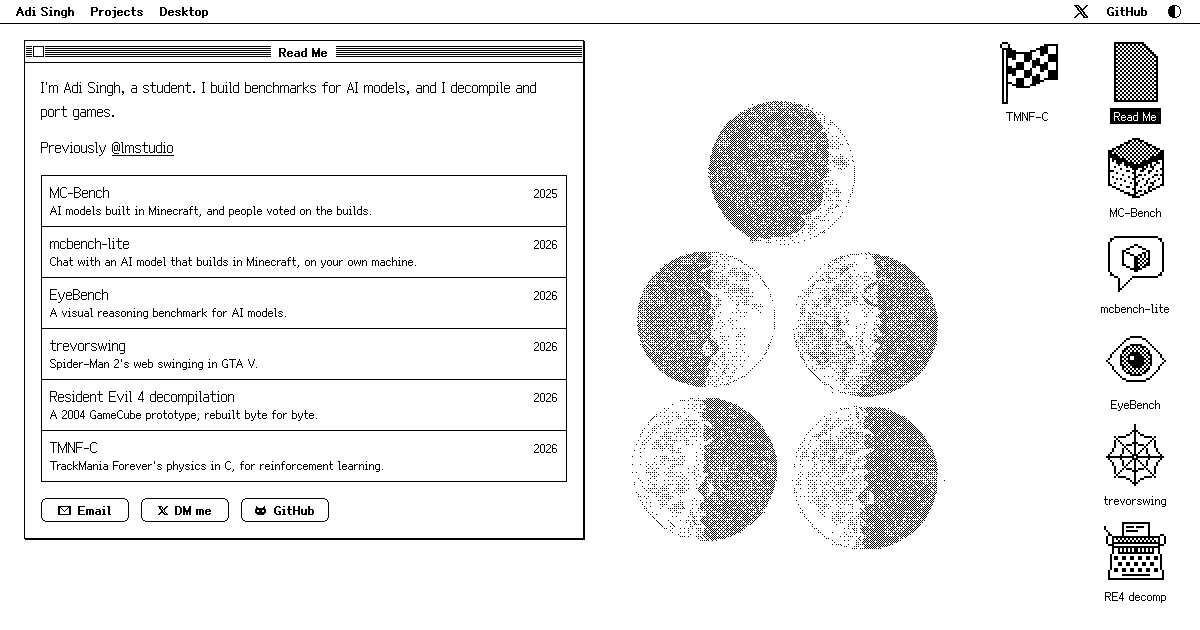 Adi Singh Projects Desktop GitHub
Read Me
I'm Adi Singh, a student. I build benchmarks for AI models, and I decompile and
port games.
Previously @lmstudio
MC-Bench 2025
AI models built in Minecraft, and people voted on the builds.
mcbench-lite 2026
Chat with an AI model that builds in Minecraft, on your own machine.
EyeBench 2026
A visual reasoning benchmark for AI models.
trevorswing 2026
Spider-Man 2's web swinging in GTA V.
Resident Evil 4 decompilation 2026
A 2004 GameCube prototype, rebuilt byte for byte.
TMNF-C 2026
TrackMania Forever's physics in C, for reinforcement learning.
Email DM me GitHub
TMNF-C Read Me
MC-Bench
mcbench-lite
EyeBench
trevorswing
RE4 decomp